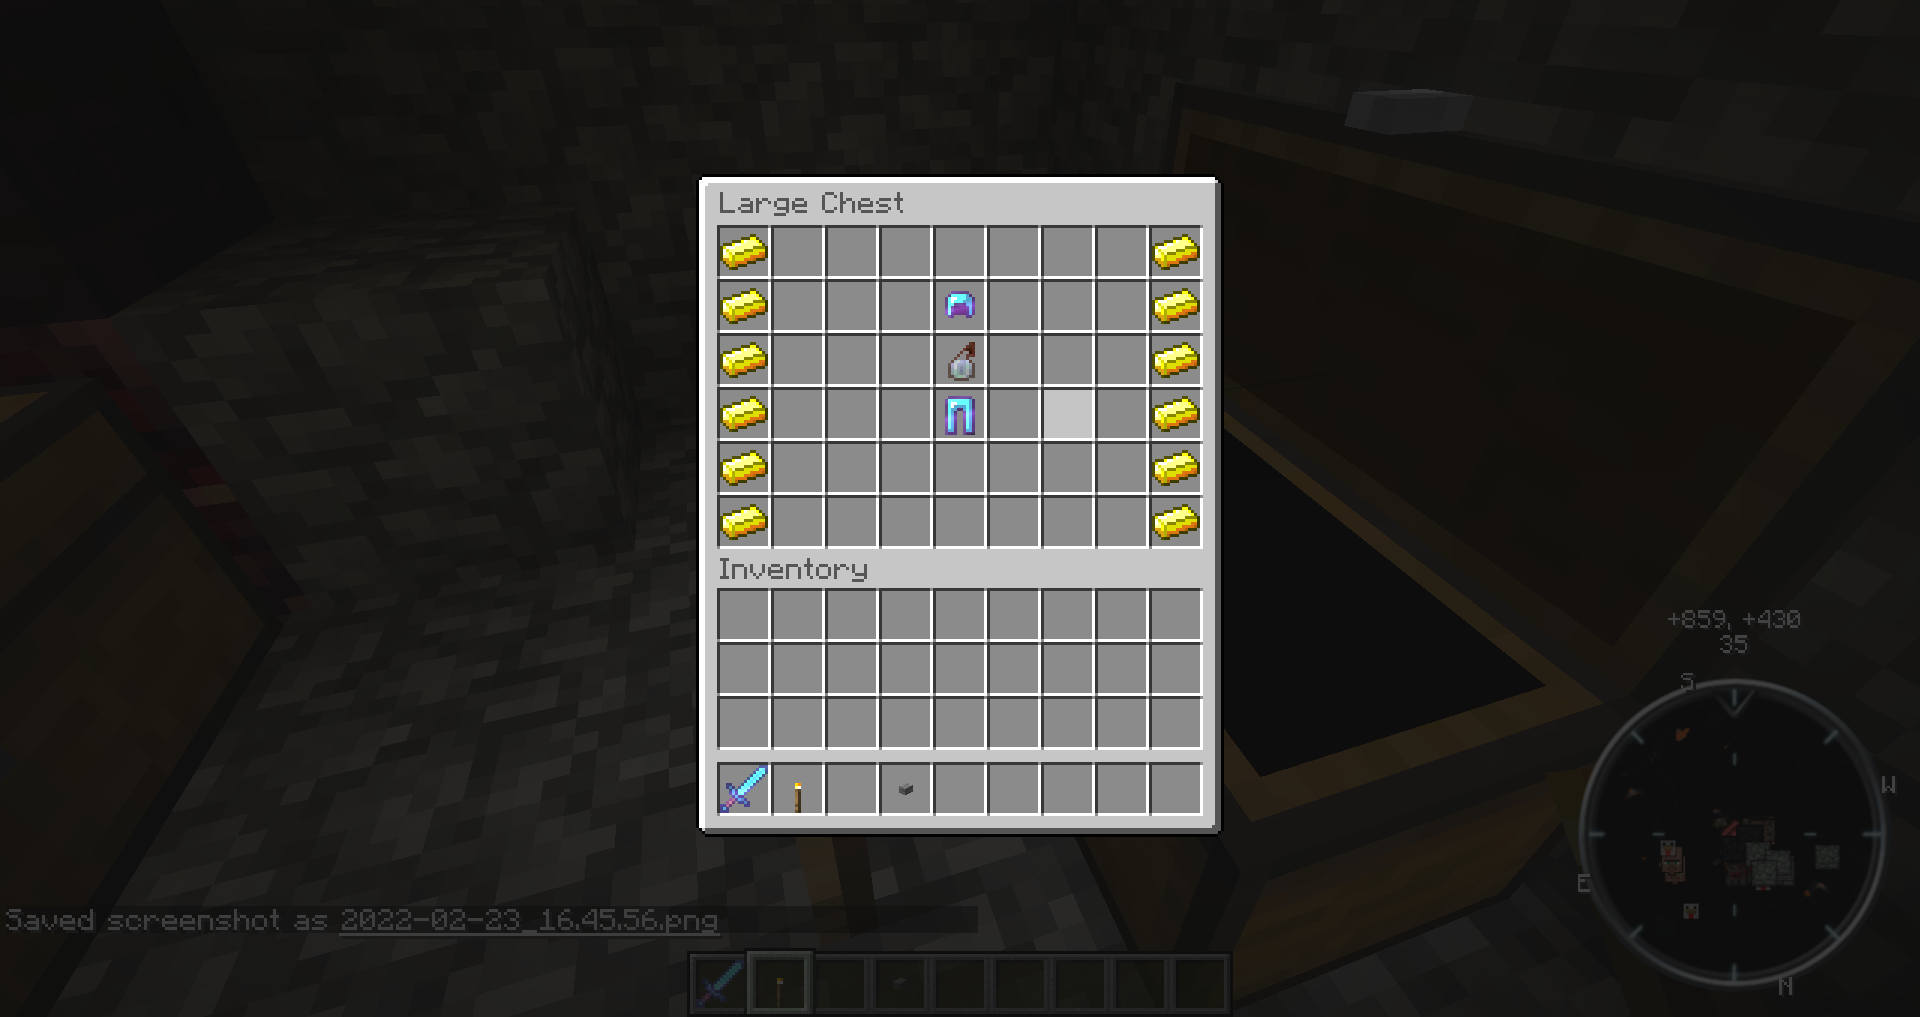 Large Chest
Inventory
+859, +430
35
S
W
E
N
Saved screenshot as 2022-02-23_16.45.56.png